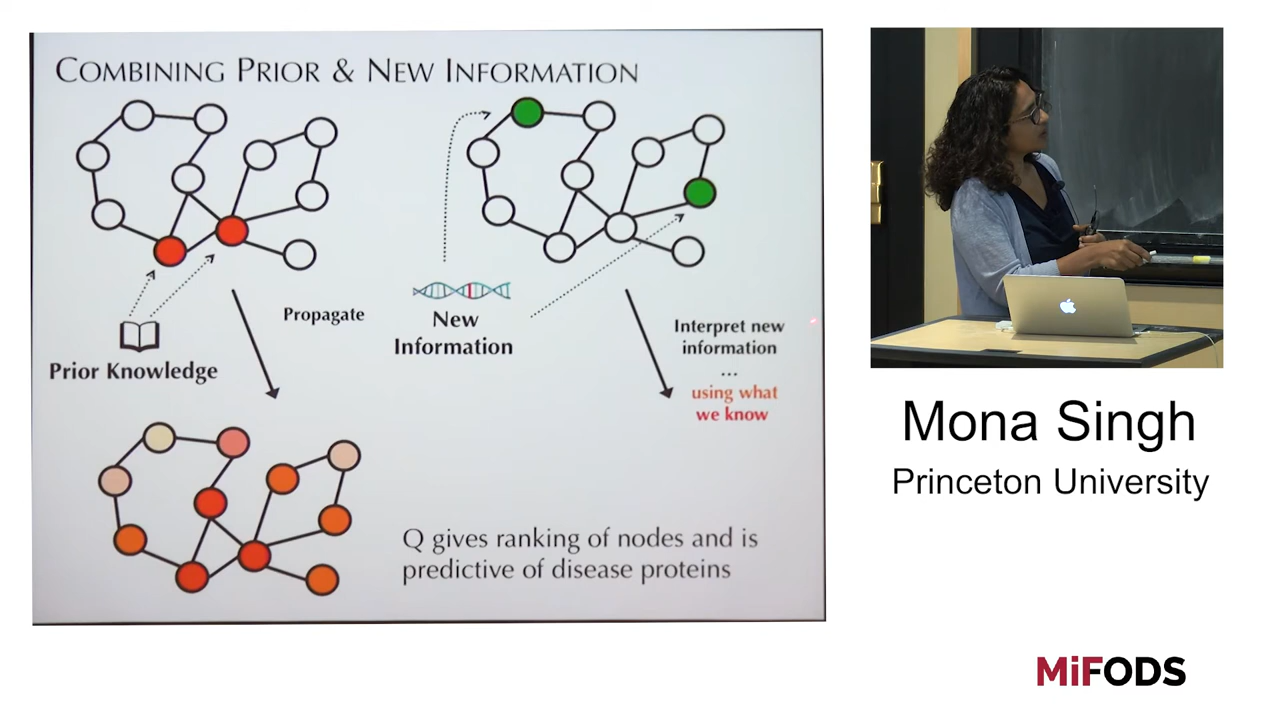 COMBINING PRIOR & NEW INFORMATION
Propagate
Prior Knowledge
New
Information
Interpret new
information
...
using what
we know
Q gives ranking of nodes and is
predictive of disease proteins
Mona Singh
Princeton University
MiFODS